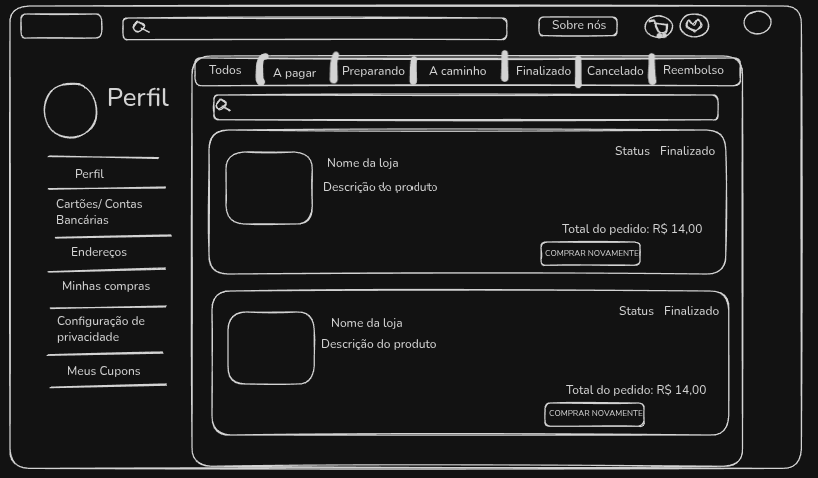 Sobre nós
Todos
A pagar
Preparando
A caminho
Finalizado
Cancelado
Reembolso
Perfil
Perfil
Cartões/ Contas
Bancárias
Endereços
Minhas compras
Configuração de
privacidade
Meus Cupons
Nome da loja
Status Finalizado
Descrição do produto
Total do pedido: R$ 14,00
COMPRAR NOVAMENTE
Nome da loja
Status Finalizado
Descrição do produto
Total do pedido: R$ 14,00
COMPRAR NOVAMENTE